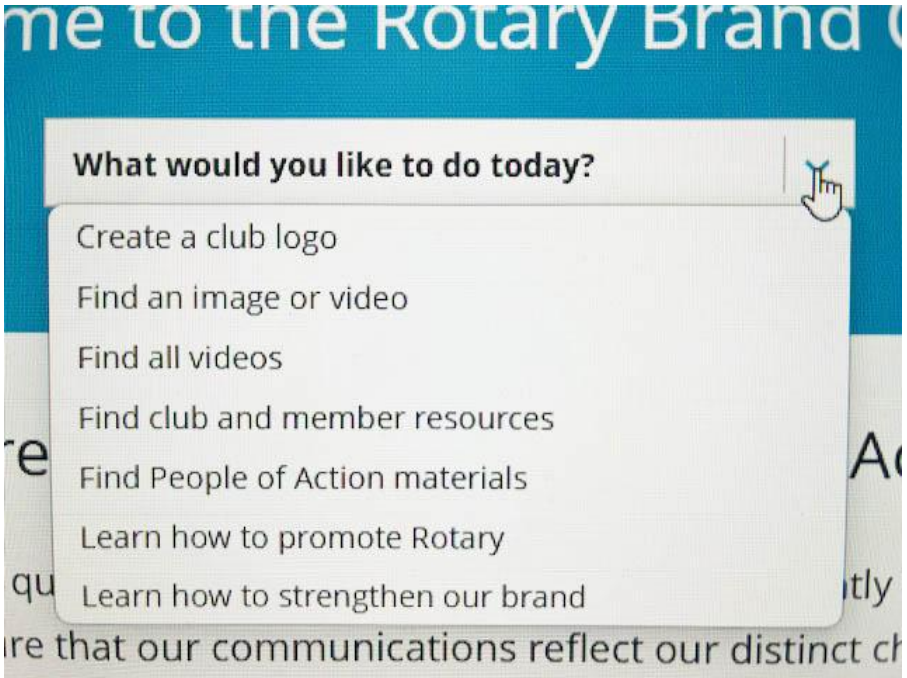 me to the Rotary Brand
What would you like to do today?
Create a club logo
Find an image or video
Find all videos
Find club and member resources
Find People of Action materials
Learn how to promote Rotary
Learn how to strengthen our brand
that our communications reflect our distinct